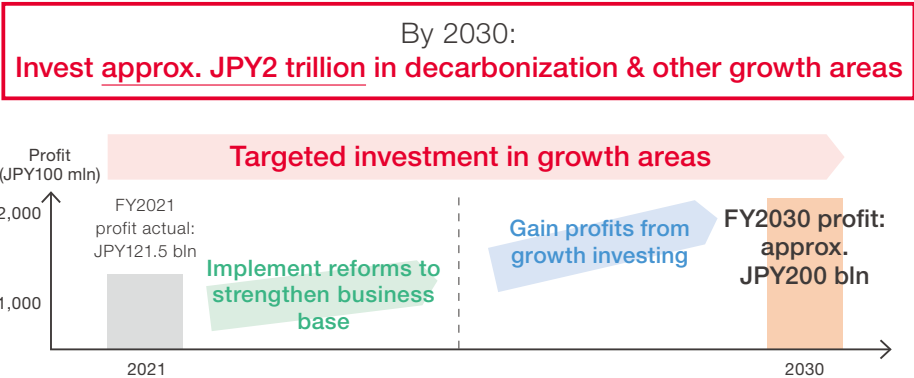 By 2030:
Invest approx. JPY2 trillion in decarbonization & other growth areas
Targeted investment in growth areas
Profit
(JPY100 mln)
2,000
1,000
FY2021
profit actual:
JPY121.5 bln
Implement reforms to
strengthen business
base
Gain profits from
growth investing
FY2030 profit:
approx.
JPY200 bln
2021
2030